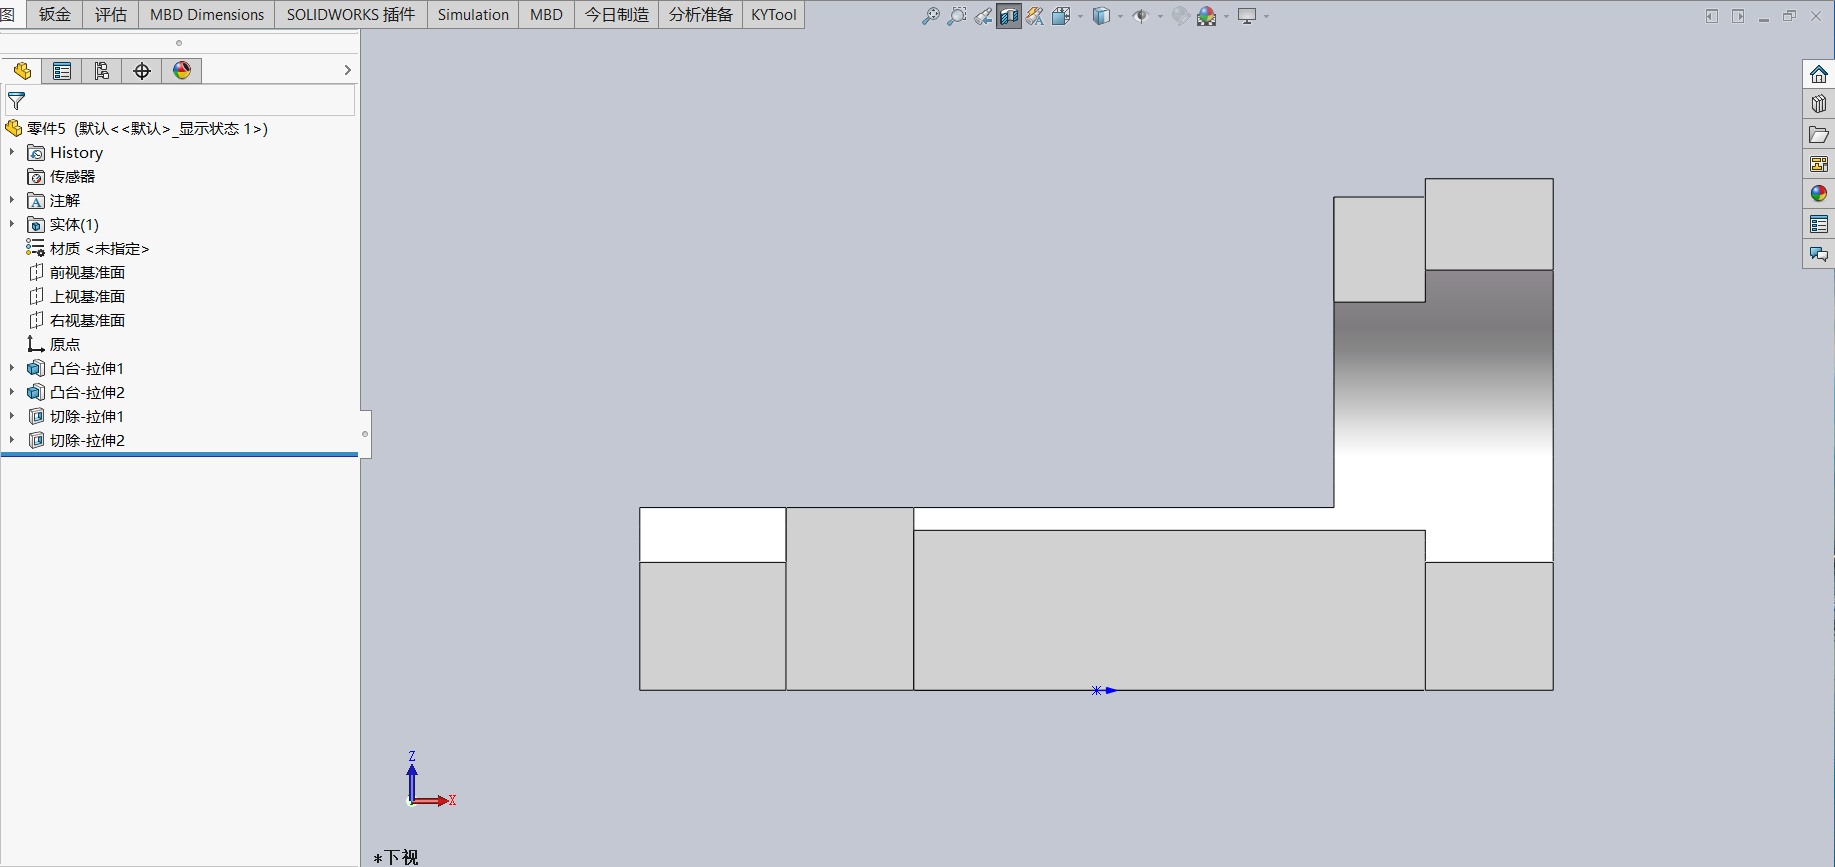 图 钣金 评估 MBD Dimensions SOLIDWORKS 插件 Simulation MBD 今日制造 分析准备 KYTool
零件5 (默认<<默认>_显示状态 1>)
History
传感器
A 注解
实体(1)
材质 <未指定>
前视基准面
上视基准面
右视基准面
原点
凸台-拉伸1
凸台-拉伸2
切除-拉伸1
切除-拉伸2
Z
X
*下视